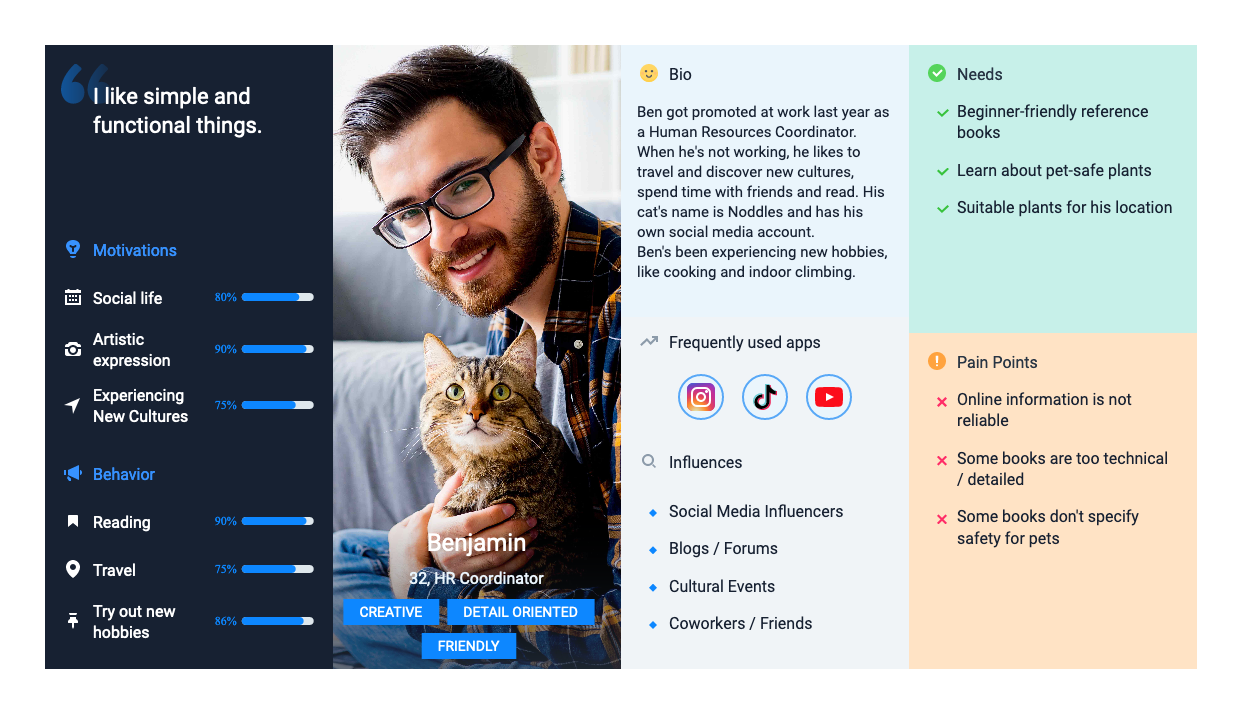 I like simple and
functional things.
Motivations
Social life 80%
Artistic
expression 90%
Experiencing
New Cultures 75%
Behavior
Reading 90%
Travel 75%
Try out new
hobbies 86%
Benjamin
32, HR Coordinator
CREATIVE DETAIL ORIENTED
FRIENDLY
Bio
Ben got promoted at work last year as
a Human Resources Coordinator.
When he's not working, he likes to
travel and discover new cultures,
spend time with friends and read. His
cat's name is Noddles and has his
own social media account.
Ben's been experiencing new hobbies,
like cooking and indoor climbing.
Frequently used apps
Influences
Social Media Influencers
Blogs / Forums
Cultural Events
Coworkers / Friends
Needs
Beginner-friendly reference
books
Learn about pet-safe plants
Suitable plants for his location
Pain Points
Online information is not
reliable
Some books are too technical
/ detailed
Some books don't specify
safety for pets